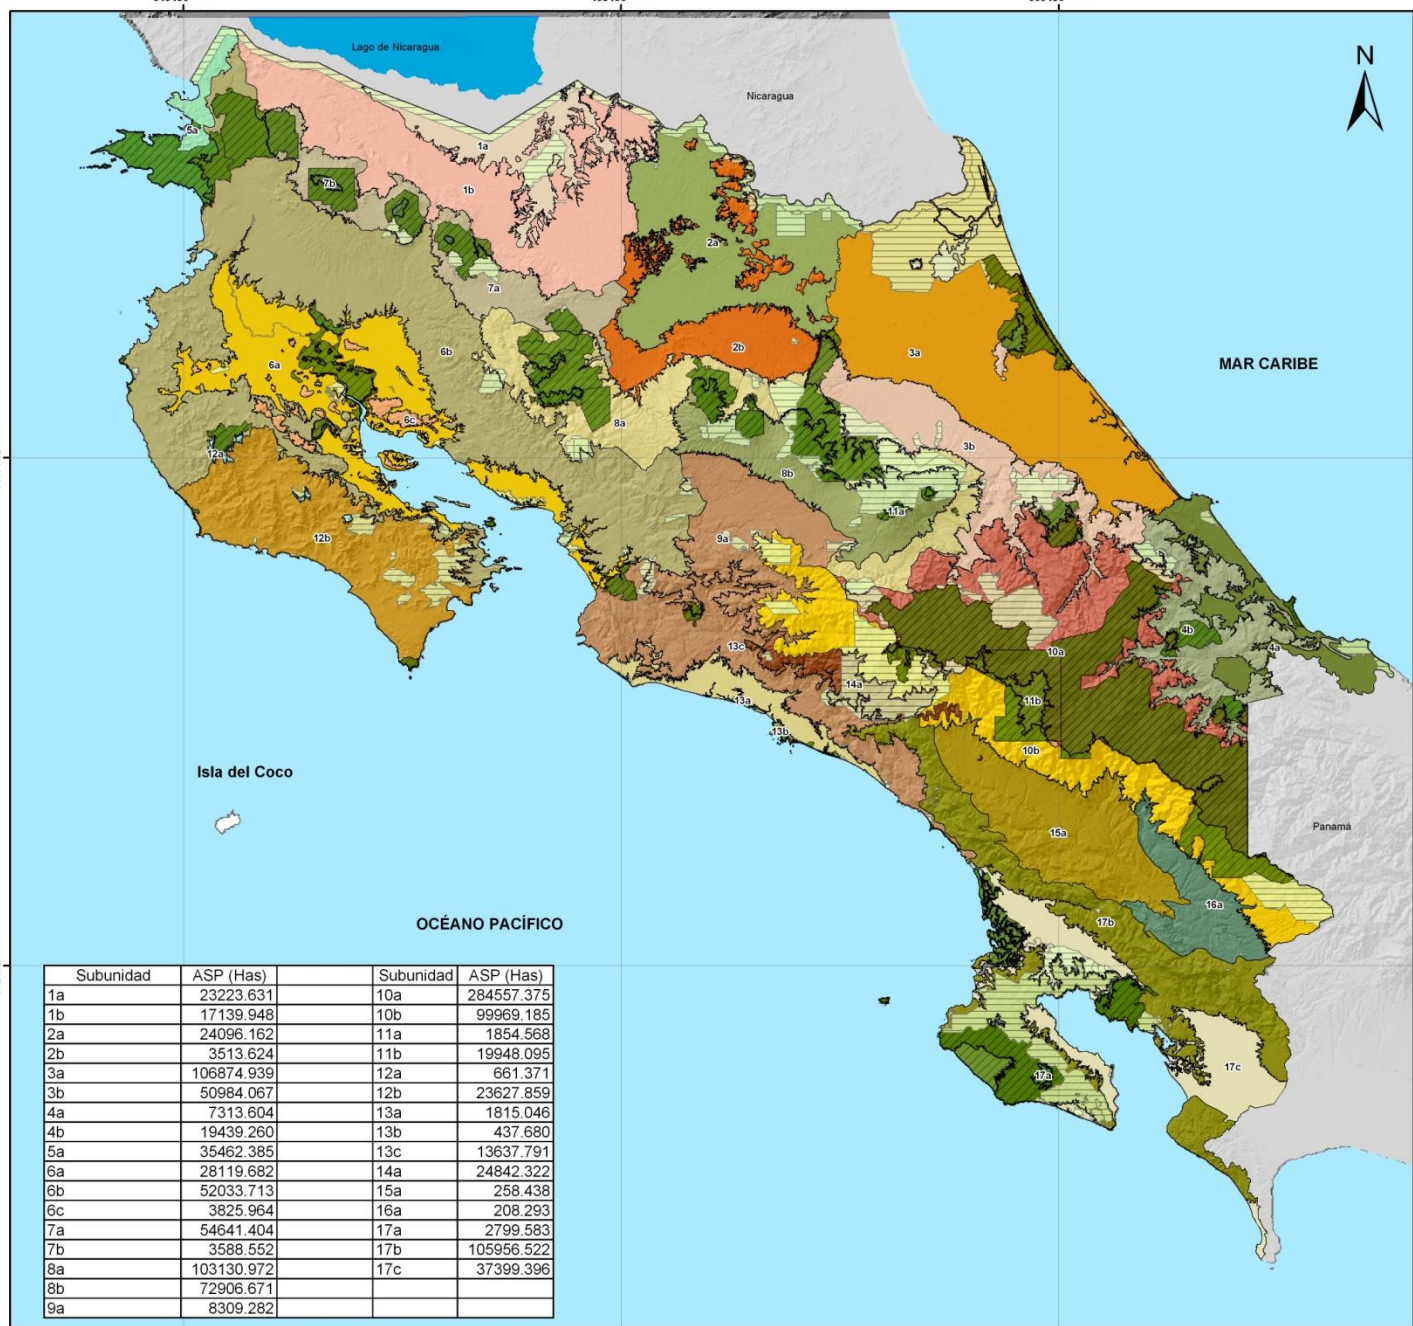 Lago de Nicaragua
N
Nicaragua
5a
1a
7b
1b
2a
7a
6b
2b
3a
MAR CARIBE
6a
6c
8a
3b
12a
8b
11a
12b
9a
4b
13c
10a
4a
14a
13a
11b
13b
10b
Isla del Coco
15a
Panamá
16a
OCÉANO PACÍFICO
17b
17c
17a
Subunidad ASP (Has) Subunidad ASP (Has)
1a 23223.631 10a 284557.375
1b 17139.948 10b 99969.185
2a 24096.162 11a 1854.568
2b 3513.624 11b 19948.095
3a 106874.939 12a 661.371
3b 50984.067 12b 23627.859
4a 7313.604 13a 1815.046
4b 19439.260 13b 437.680
5a 35462.385 13c 13637.791
6a 28119.682 14a 24842.322
6b 52033.713 15a 258.438
6c 3825.964 16a 208.293
7a 54641.404 17a 2799.583
7b 3588.552 17b 105956.522
8a 103130.972 17c 37399.396
8b 72906.671
9a 8309.282